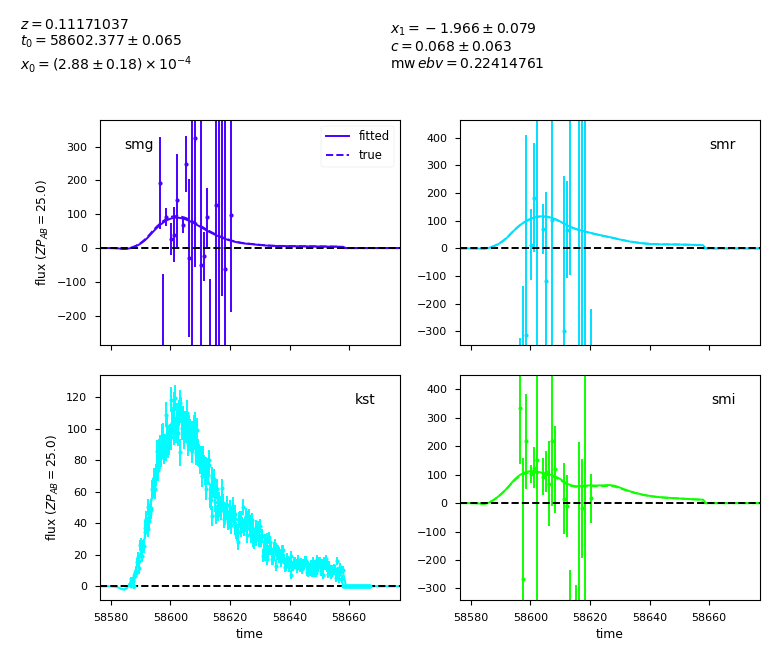 z = 0.11171037
t₀ = 58602.377 ± 0.065
x₀ = (2.88 ± 0.18) × 10⁻⁴
x₁ = −1.966 ± 0.079
c = 0.068 ± 0.063
mw ebv = 0.22414761
smg
fitted
true
300
200
100
0
−100
−200
flux (ZP_AB = 25.0)
smr
400
300
200
100
0
−100
−200
−300
kst
120
100
80
60
40
20
0
flux (ZP_AB = 25.0)
58580 58600 58620 58640 58660
time
smi
400
300
200
100
0
−100
−200
−300
58580 58600 58620 58640 58660
time